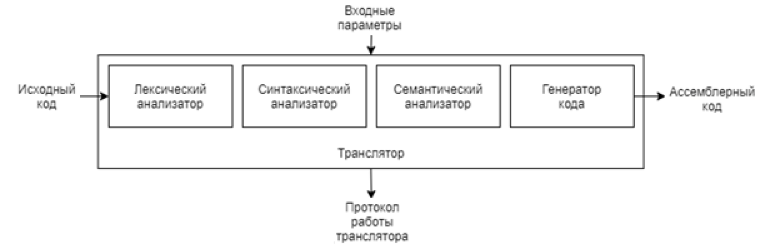 Входные
параметры
Исходный
код
Лексический
анализатор
Синтаксический
анализатор
Семантический
анализатор
Генератор
кода
Ассемблерный
код
Транслятор
Протокол
работы
транслятора